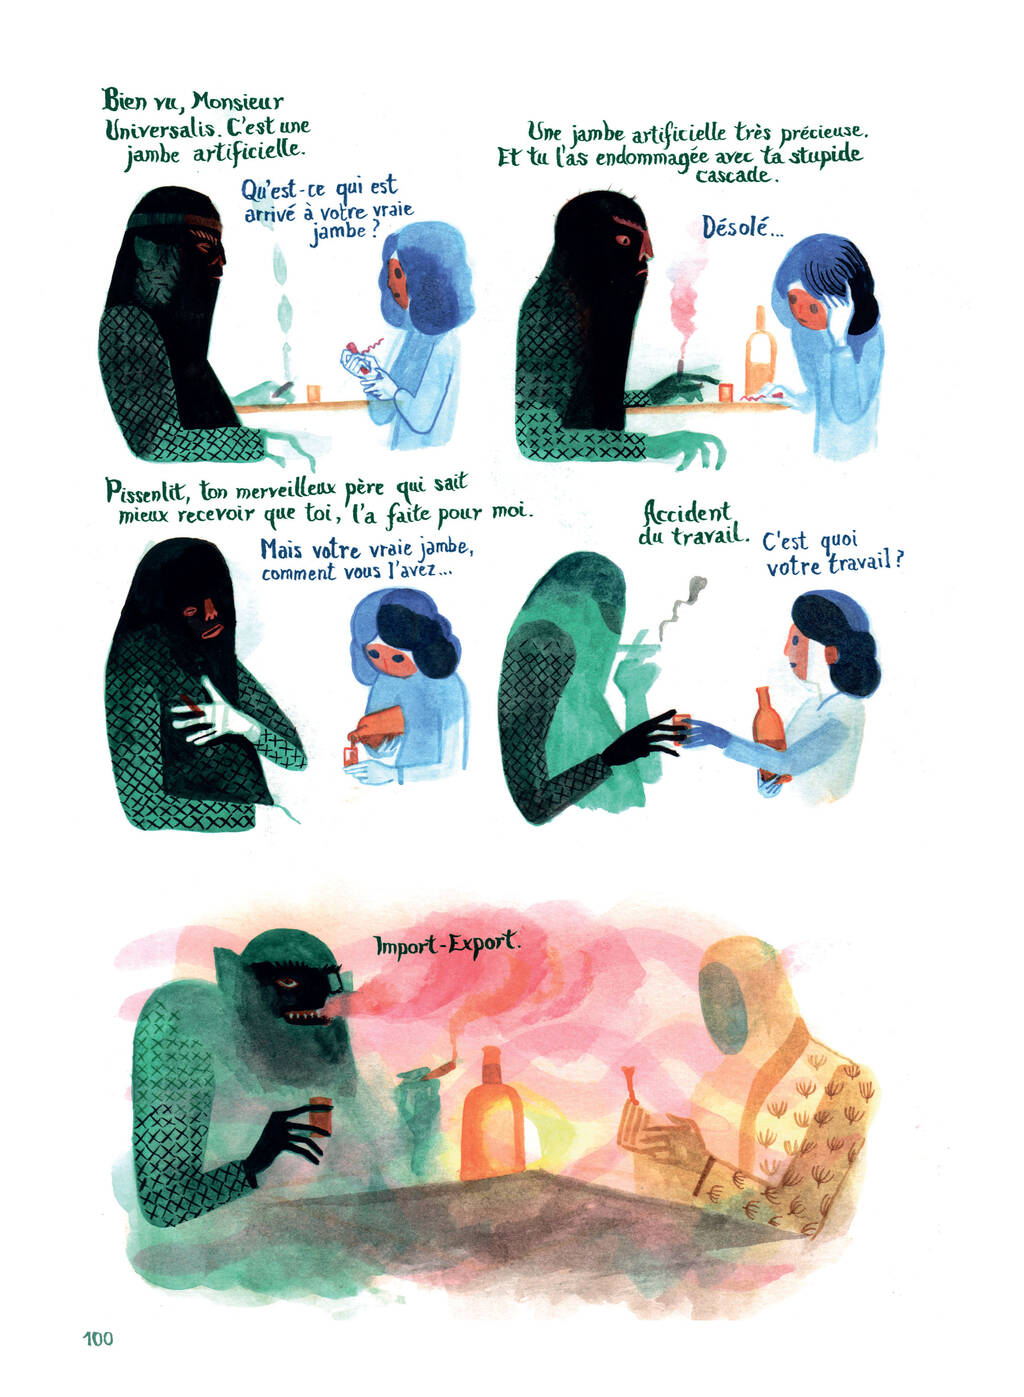 Bien vu, Monsieur
Universalis. C'est une
jambe artificielle.
Qu'est-ce qui est
arrivé à votre vraie
jambe ?
Une jambe artificielle très précieuse.
Et tu l'as endommagée avec ta stupide
cascade.
Désolé...
Pissenlit, ton merveilleux père qui sait
mieux recevoir que toi, l'a faite pour moi.
Mais votre vraie jambe,
comment vous l'avez...
Accident
du travail.
C'est quoi
votre travail ?
Import-Export.
100